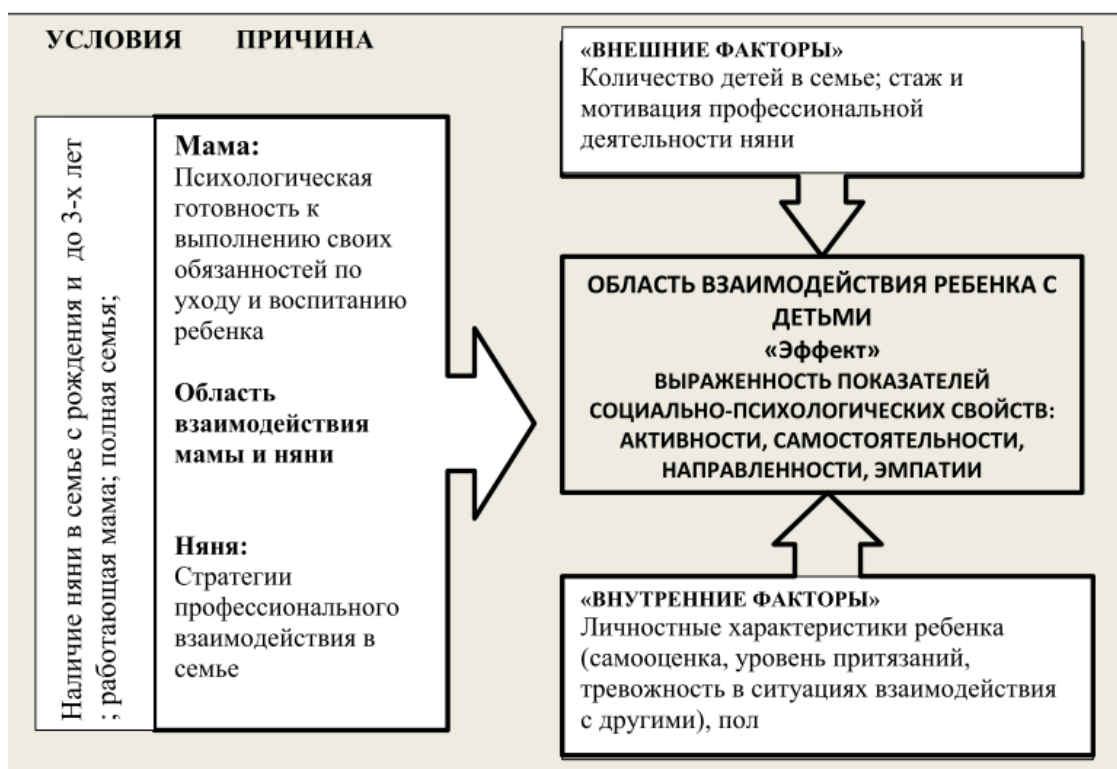 УСЛОВИЯ ПРИЧИНА
Наличие няни в семье с рождения и до 3-х лет
; работающая мама; полная семья;
Мама:
Психологическая
готовность к
выполнению своих
обязанностей по
уходу и воспитанию
ребенка
Область
взаимодействия
мамы и няни
Няня:
Стратегии
профессионального
взаимодействия в
семье
«ВНЕШНИЕ ФАКТОРЫ»
Количество детей в семье; стаж и
мотивация профессиональной
деятельности няни
ОБЛАСТЬ ВЗАИМОДЕЙСТВИЯ РЕБЕНКА С
ДЕТЬМИ
«Эффект»
ВЫРАЖЕННОСТЬ ПОКАЗАТЕЛЕЙ
СОЦИАЛЬНО-ПСИХОЛОГИЧЕСКИХ СВОЙСТВ:
АКТИВНОСТИ, САМОСТОЯТЕЛЬНОСТИ,
НАПРАВЛЕННОСТИ, ЭМПАТИИ
«ВНУТРЕННИЕ ФАКТОРЫ»
Личностные характеристики ребенка
(самооценка, уровень притязаний,
тревожность в ситуациях взаимодействия
с другими), пол